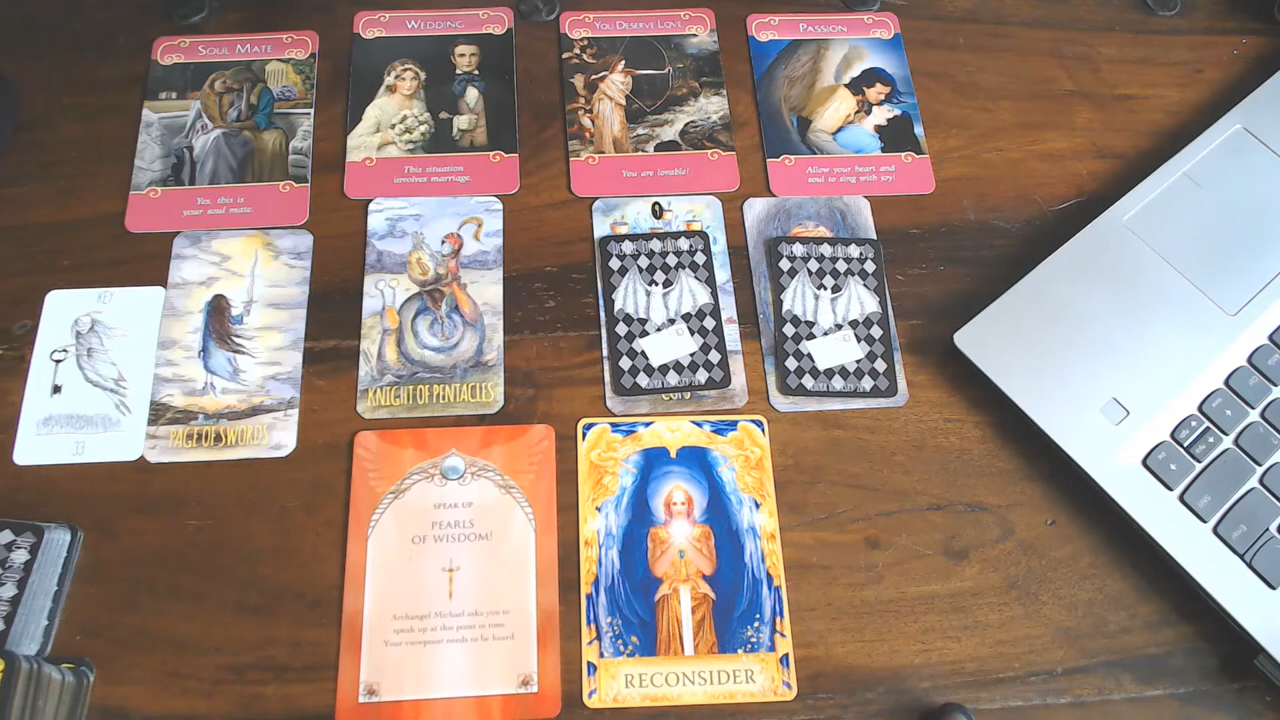 SOUL MATE
Yes, this is
your soul mate.
WEDDING
This situation
involves marriage.
YOU DESERVE LOVE
You are lovable!
PASSION
Allow your heart and
soul to sing with joy!
KEY
33
PAGE OF SWORDS
KNIGHT OF PENTACLES
HOUSE OF SHADOWS
HOUSE OF SHADOWS
SPEAK UP
PEARLS
OF WISDOM!
Archangel Michael asks you to
speak up at this point in time.
Your viewpoint needs to be heard.
RECONSIDER